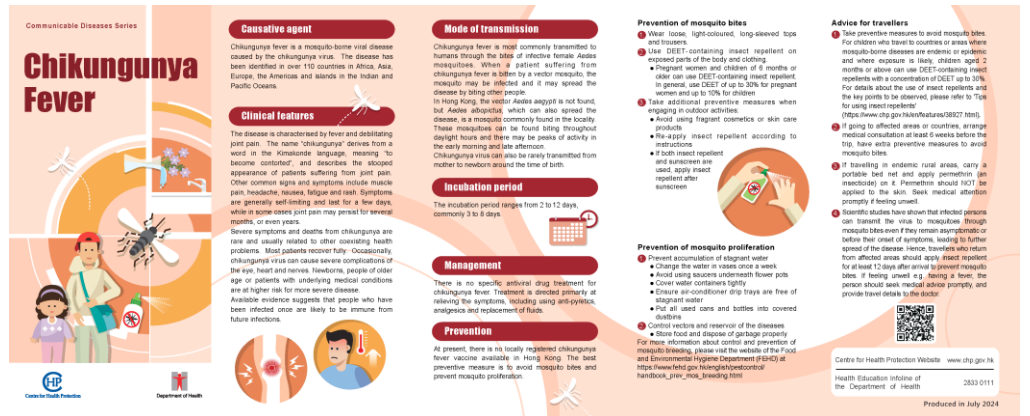 Communicable Diseases Series
Chikungunya
Fever
CHP
Centre for Health Protection
Department of Health
Causative agent
Chikungunya fever is a mosquito-borne viral disease
caused by the chikungunya virus. The disease has
been identified in over 110 countries in Africa, Asia,
Europe, the Americas and islands in the Indian and
Pacific Oceans.
Clinical features
The disease is characterised by fever and debilitating
joint pain. The name "chikungunya" derives from a
word in the Kimakonde language, meaning "to
become contorted", and describes the stooped
appearance of patients suffering from joint pain.
Other common signs and symptoms include muscle
pain, headache, nausea, fatigue and rash. Symptoms
are generally self-limiting and last for a few days,
while in some cases joint pain may persist for several
months, or even years.
Severe symptoms and deaths from chikungunya are
rare and usually related to other coexisting health
problems. Most patients recover fully. Occasionally,
chikungunya virus can cause severe complications of
the eye, heart and nerves. Newborns, people of older
age or patients with underlying medical conditions
are at higher risk for more severe disease.
Available evidence suggests that people who have
been infected once are likely to be immune from
future infections.
Mode of transmission
Chikungunya fever is most commonly transmitted to
humans through the bites of infective female Aedes
mosquitoes. When a patient suffering from
chikungunya fever is bitten by a vector mosquito, the
mosquito may be infected and it may spread the
disease by biting other people.
In Hong Kong, the vector Aedes aegypti is not found,
but Aedes albopictus, which can also spread the
disease, is a mosquito commonly found in the locality.
These mosquitoes can be found biting throughout
daylight hours and there may be peaks of activity in
the early morning and late afternoon.
Chikungunya virus can also be rarely transmitted from
mother to newborn around the time of birth.
Incubation period
The incubation period ranges from 2 to 12 days,
commonly 3 to 8 days.
Management
There is no specific antiviral drug treatment for
chikungunya fever. Treatment is directed primarily at
relieving the symptoms, including using anti-pyretics,
analgesics and replacement of fluids.
Prevention
At present, there is no locally registered chikungunya
fever vaccine available in Hong Kong. The best
preventive measure is to avoid mosquito bites and
prevent mosquito proliferation.
Prevention of mosquito bites
1 Wear loose, light-coloured, long-sleeved tops
and trousers
2 Use DEET-containing insect repellent on
exposed parts of the body and clothing.
● Pregnant women and children of 6 months or
older can use DEET-containing insect repellent.
In general, use DEET of up to 30% for pregnant
women and up to 10% for children
3 Take additional preventive measures when
engaging in outdoor activities:
● Avoid using fragrant cosmetics or skin care
products
● Re-apply insect repellent according to
instructions
● If both insect repellent
and sunscreen are
used, apply insect
repellent after
sunscreen
Prevention of mosquito proliferation
1 Prevent accumulation of stagnant water
● Change the water in vases once a week
● Avoid using saucers underneath flower pots
● Cover water containers tightly
● Ensure air-conditioner drip trays are free of
stagnant water
● Put all used cans and bottles into covered
dustbins
2 Control vectors and reservoir of the diseases
● Store food and dispose of garbage properly
For more information about control and prevention of
mosquito breeding, please visit the website of the Food
and Environmental Hygiene Department (FEHD) at
https://www.fehd.gov.hk/english/pestcontrol/
handbook_prev_mos_breeding.html
Advice for travellers
1 Take preventive measures to avoid mosquito bites.
For children who travel to countries or areas where
mosquito-borne diseases are endemic or epidemic
and where exposure is likely, children aged 2
months or above can use DEET-containing insect
repellents with a concentration of DEET up to 30%.
For details about the use of insect repellents and
the key points to be observed, please refer to 'Tips
for using insect repellents'
(https://www.chp.gov.hk/en/features/38927.html).
2 If going to affected areas or countries, arrange
medical consultation at least 6 weeks before the
trip, have extra preventive measures to avoid
mosquito bites.
3 If travelling in endemic rural areas, carry a
portable bed net and apply permethrin (an
insecticide) on it. Permethrin should NOT be
applied to the skin. Seek medical attention
promptly if feeling unwell.
4 Scientific studies have shown that infected persons
can transmit the virus to mosquitoes through
mosquito bites even if they remain asymptomatic or
before their onset of symptoms, leading to further
spread of the disease. Hence, travellers who return
from affected areas should apply insect repellent
for at least 12 days after arrival to prevent mosquito
bites. If feeling unwell e.g. having a fever, the
person should seek medical advice promptly, and
provide travel details to the doctor.
Centre for Health Protection Website www.chp.gov.hk
Health Education Infoline of
the Department of Health 2833 0111
Produced in July 2024